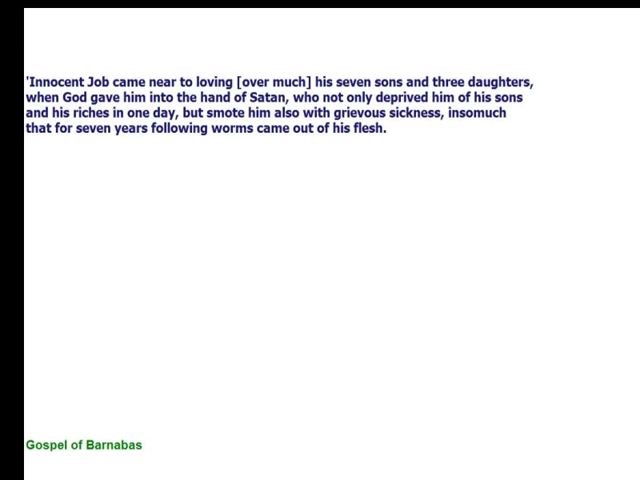 'Innocent Job came near to loving [over much] his seven sons and three daughters,
when God gave him into the hand of Satan, who not only deprived him of his sons
and his riches in one day, but smote him also with grievous sickness, insomuch
that for seven years following worms came out of his flesh.
Gospel of Barnabas